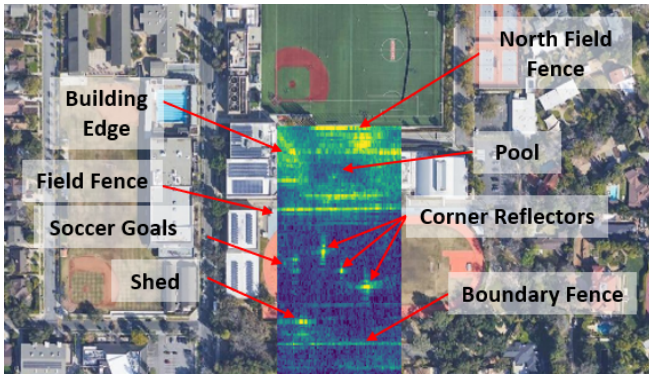 North Field
Fence
Building
Edge
Pool
Field Fence
Corner Reflectors
Soccer Goals
Shed
Boundary Fence